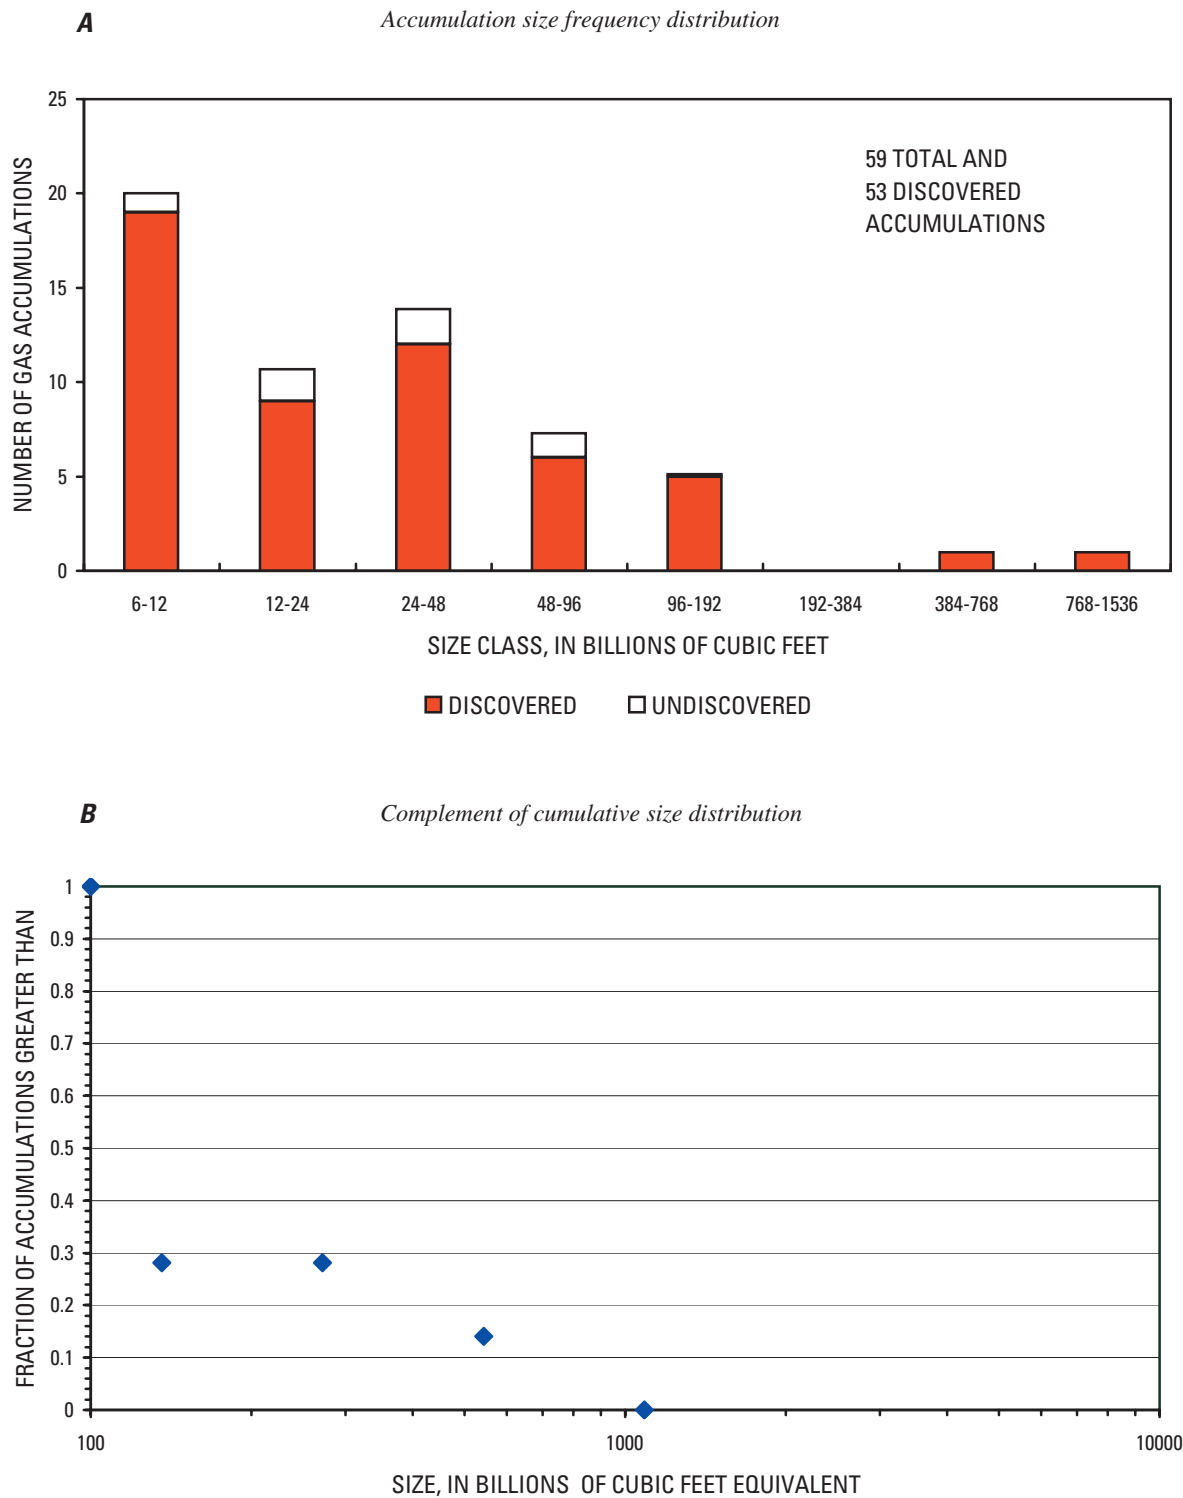 A
Accumulation size frequency distribution
25
20
15
10
5
0
NUMBER OF GAS ACCUMULATIONS
59 TOTAL AND
53 DISCOVERED
ACCUMULATIONS
6-12 12-24 24-48 48-96 96-192 192-384 384-768 768-1536
SIZE CLASS, IN BILLIONS OF CUBIC FEET
DISCOVERED UNDISCOVERED
B
Complement of cumulative size distribution
1
0.9
0.8
0.7
0.6
0.5
0.4
0.3
0.2
0.1
0
FRACTION OF ACCUMULATIONS GREATER THAN
100 1000 10000
SIZE, IN BILLIONS OF CUBIC FEET EQUIVALENT